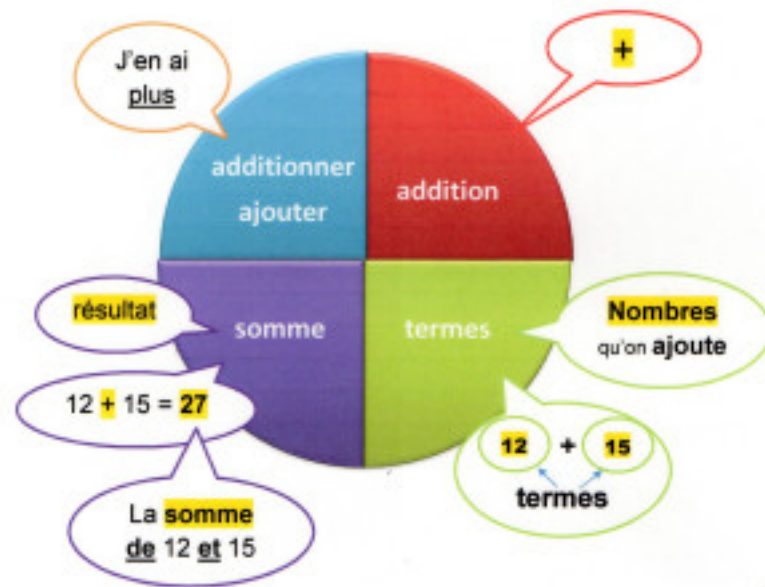 J'en ai
plus
+
additionner
ajouter
addition
résultat
somme
termes
Nombres
qu'on ajoute
12 + 15 = 27
12 + 15
termes
La somme
de 12 et 15